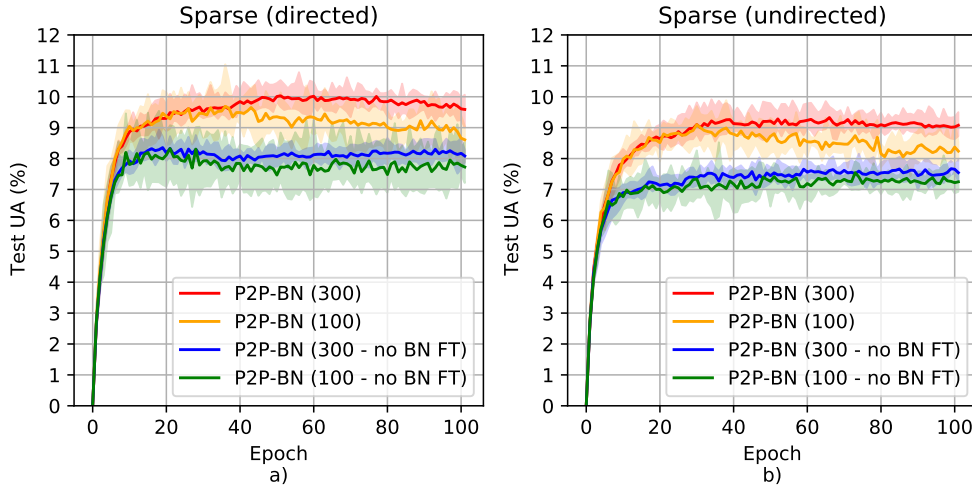 Sparse (directed)
12
11
10
9
8
7
6
5
4
3
2
1
0
Test UA (%)
P2P-BN (300)
P2P-BN (100)
P2P-BN (300 - no BN FT)
P2P-BN (100 - no BN FT)
0 20 40 60 80 100
Epoch
a)
Sparse (undirected)
12
11
10
9
8
7
6
5
4
3
2
1
0
Test UA (%)
P2P-BN (300)
P2P-BN (100)
P2P-BN (300 - no BN FT)
P2P-BN (100 - no BN FT)
0 20 40 60 80 100
Epoch
b)